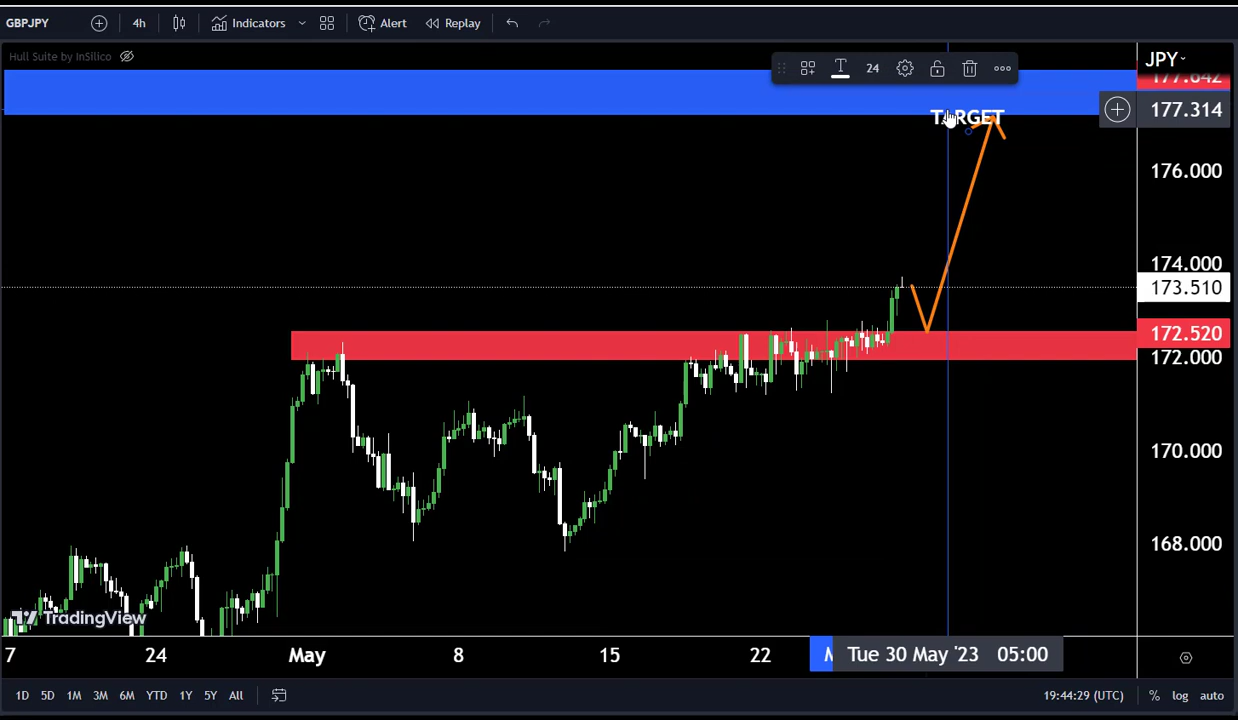 GBPJPY 4h Indicators Alert Replay
Hull Suite by InSilico
24
JPY
177.642
177.314
TARGET
176.000
174.000
173.510
172.520
172.000
170.000
168.000
TradingView
7 24 May 8 15 22 Tue 30 May '23 05:00
1D 5D 1M 3M 6M YTD 1Y 5Y All 19:44:29 (UTC) % log auto